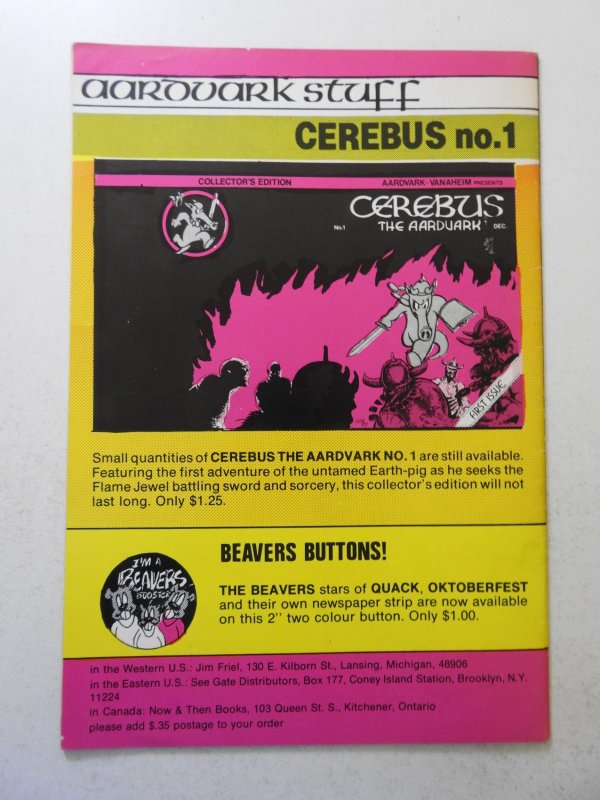 aardvark stuff
CEREBUS no.1
COLLECTOR'S EDITION
AARDVARK-VANAHEIM PRESENTS
CEREBUS
No.1 THE AARDVARK DEC.
FIRST ISSUE
Small quantities of CEREBUS THE AARDVARK NO. 1 are still available.
Featuring the first adventure of the untamed Earth-pig as he seeks the
Flame Jewel battling sword and sorcery, this collector's edition will not
last long. Only $1.25.
BEAVERS BUTTONS!
I'M A
BEAVERS
BOOSTER
THE BEAVERS stars of QUACK, OKTOBERFEST
and their own newspaper strip are now available
on this 2" two colour button. Only $1.00.
in the Western U.S.: Jim Friel, 130 E. Kilborn St., Lansing, Michigan, 48906
in the Eastern U.S.: See Gate Distributors, Box 177, Coney Island Station, Brooklyn, N.Y.
11224
in Canada: Now & Then Books, 103 Queen St. S., Kitchener, Ontario
please add $.35 postage to your order